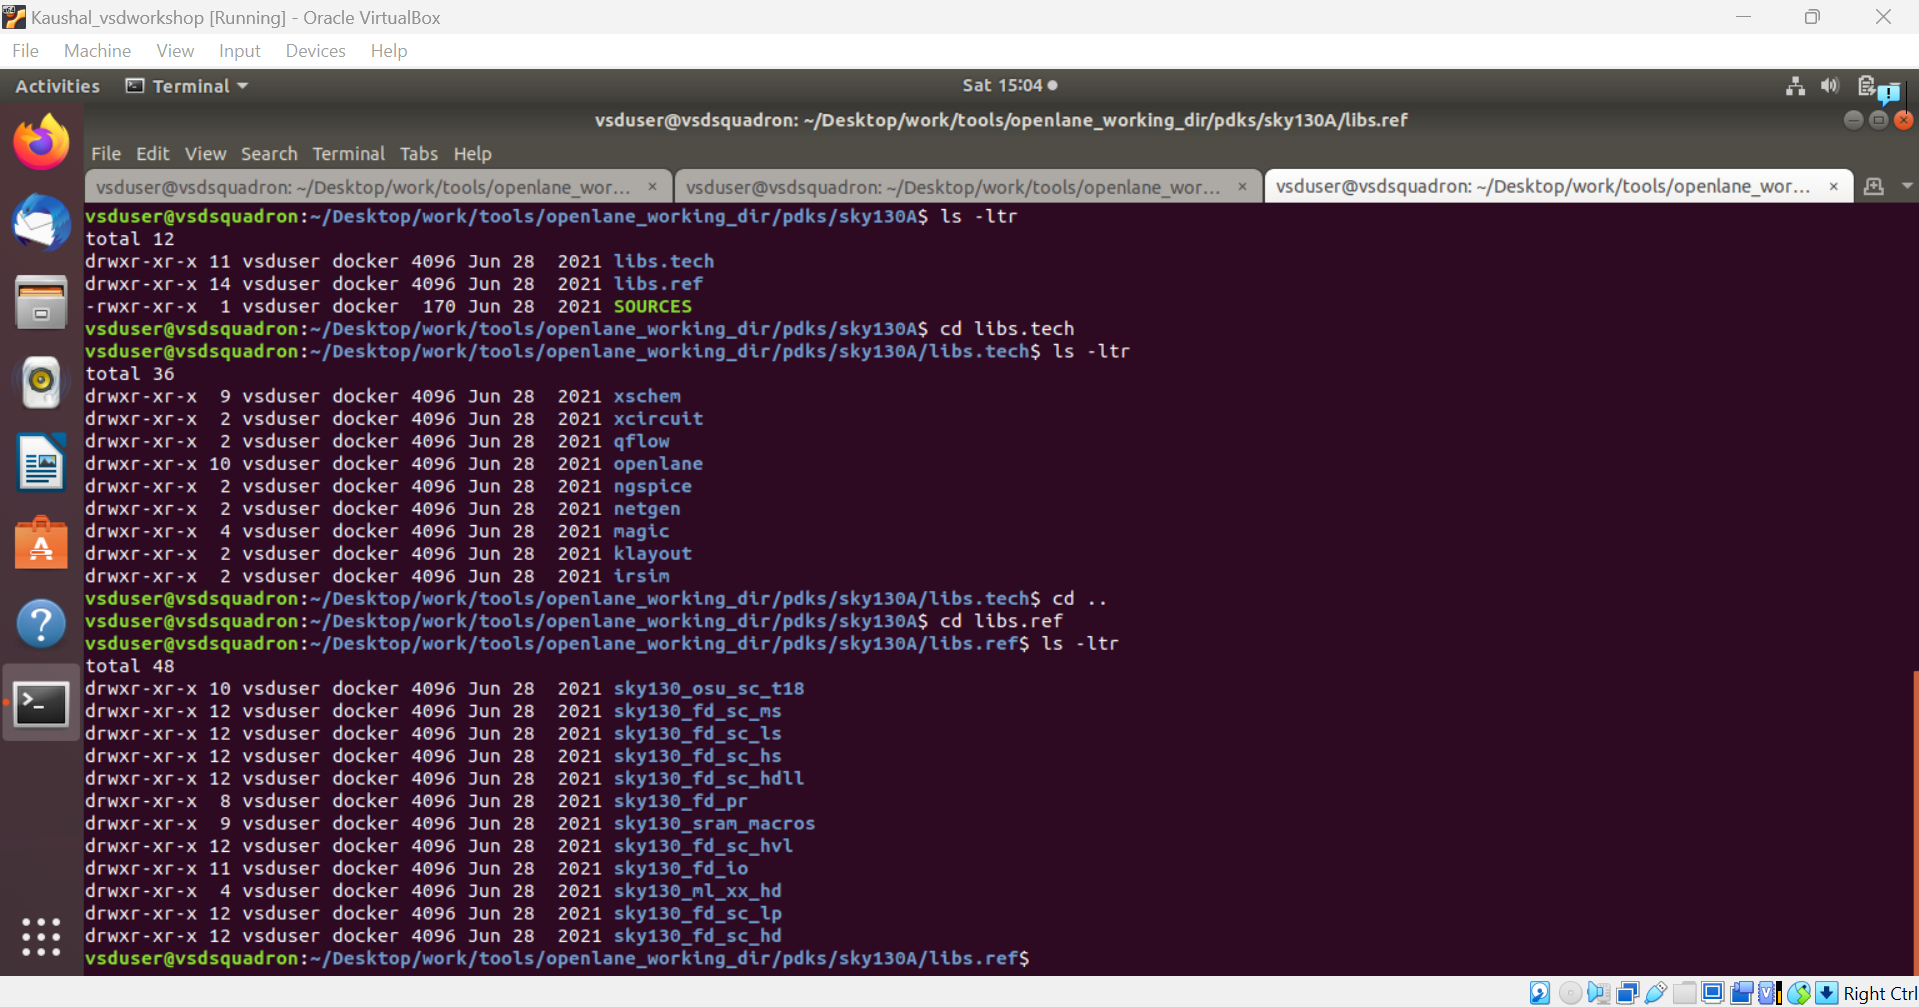 Kaushal_vsdworkshop [Running] - Oracle VirtualBox
File Machine View Input Devices Help
Activities Terminal Sat 15:04
vsduser@vsdsquadron: ~/Desktop/work/tools/openlane_working_dir/pdks/sky130A/libs.ref
File Edit View Search Terminal Tabs Help
vsduser@vsdsquadron: ~/Desktop/work/tools/openlane_wor... × vsduser@vsdsquadron: ~/Desktop/work/tools/openlane_wor... × vsduser@vsdsquadron: ~/Desktop/work/tools/openlane_wor... ×
vsduser@vsdsquadron:~/Desktop/work/tools/openlane_working_dir/pdks/sky130A$ ls -ltr
total 12
drwxr-xr-x 11 vsduser docker 4096 Jun 28  2021 libs.tech
drwxr-xr-x 14 vsduser docker 4096 Jun 28  2021 libs.ref
-rwxr-xr-x  1 vsduser docker  170 Jun 28  2021 SOURCES
vsduser@vsdsquadron:~/Desktop/work/tools/openlane_working_dir/pdks/sky130A$ cd libs.tech
vsduser@vsdsquadron:~/Desktop/work/tools/openlane_working_dir/pdks/sky130A/libs.tech$ ls -ltr
total 36
drwxr-xr-x  9 vsduser docker 4096 Jun 28  2021 xschem
drwxr-xr-x  2 vsduser docker 4096 Jun 28  2021 xcircuit
drwxr-xr-x  2 vsduser docker 4096 Jun 28  2021 qflow
drwxr-xr-x 10 vsduser docker 4096 Jun 28  2021 openlane
drwxr-xr-x  2 vsduser docker 4096 Jun 28  2021 ngspice
drwxr-xr-x  2 vsduser docker 4096 Jun 28  2021 netgen
drwxr-xr-x  4 vsduser docker 4096 Jun 28  2021 magic
drwxr-xr-x  2 vsduser docker 4096 Jun 28  2021 klayout
drwxr-xr-x  2 vsduser docker 4096 Jun 28  2021 irsim
vsduser@vsdsquadron:~/Desktop/work/tools/openlane_working_dir/pdks/sky130A/libs.tech$ cd ..
vsduser@vsdsquadron:~/Desktop/work/tools/openlane_working_dir/pdks/sky130A$ cd libs.ref
vsduser@vsdsquadron:~/Desktop/work/tools/openlane_working_dir/pdks/sky130A/libs.ref$ ls -ltr
total 48
drwxr-xr-x 10 vsduser docker 4096 Jun 28  2021 sky130_osu_sc_t18
drwxr-xr-x 12 vsduser docker 4096 Jun 28  2021 sky130_fd_sc_ms
drwxr-xr-x 12 vsduser docker 4096 Jun 28  2021 sky130_fd_sc_ls
drwxr-xr-x 12 vsduser docker 4096 Jun 28  2021 sky130_fd_sc_hs
drwxr-xr-x 12 vsduser docker 4096 Jun 28  2021 sky130_fd_sc_hdll
drwxr-xr-x  8 vsduser docker 4096 Jun 28  2021 sky130_fd_pr
drwxr-xr-x  9 vsduser docker 4096 Jun 28  2021 sky130_sram_macros
drwxr-xr-x 12 vsduser docker 4096 Jun 28  2021 sky130_fd_sc_hvl
drwxr-xr-x 11 vsduser docker 4096 Jun 28  2021 sky130_fd_io
drwxr-xr-x  4 vsduser docker 4096 Jun 28  2021 sky130_ml_xx_hd
drwxr-xr-x 12 vsduser docker 4096 Jun 28  2021 sky130_fd_sc_lp
drwxr-xr-x 12 vsduser docker 4096 Jun 28  2021 sky130_fd_sc_hd
vsduser@vsdsquadron:~/Desktop/work/tools/openlane_working_dir/pdks/sky130A/libs.ref$
Right Ctrl